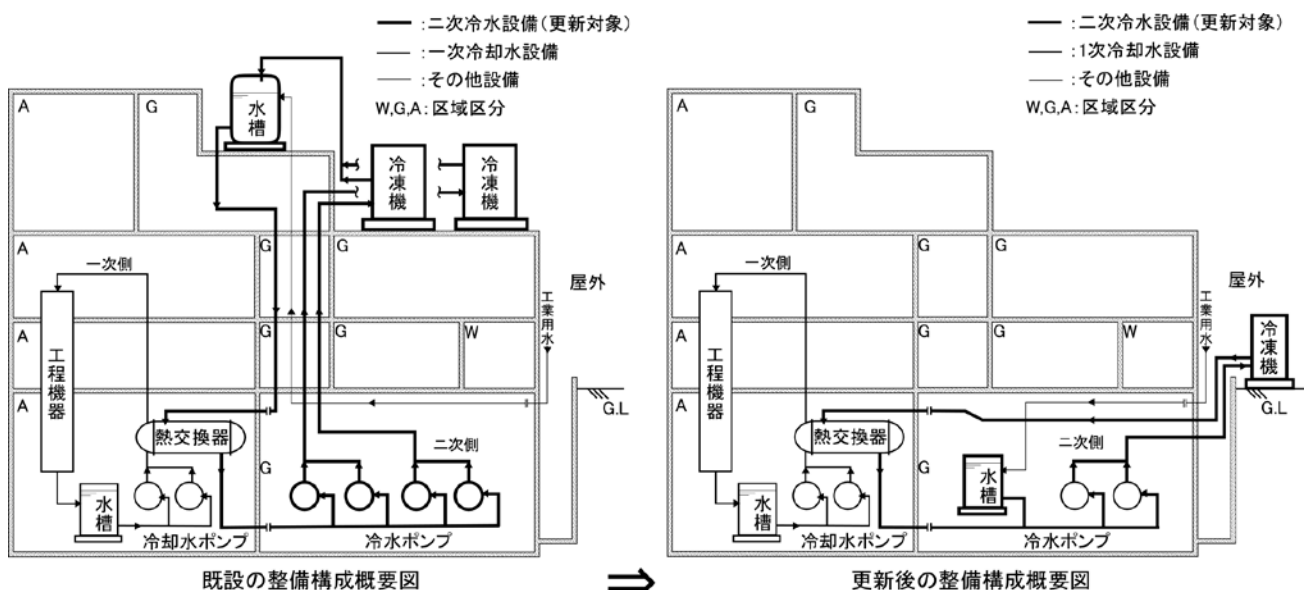 ：二次冷水設備(更新対象)
：一次冷却水設備
：その他設備
W,G,A：区域区分
A
G
水槽
冷凍機
冷凍機
A
G
G
一次側
屋外
工業用水
A
G
G
W
工程機器
G.L
A
熱交換器
二次側
G
水槽
冷却水ポンプ
冷水ポンプ
既設の整備構成概要図
⇒
：二次冷水設備(更新対象)
：1次冷却水設備
：その他設備
W,G,A：区域区分
A
G
A
G
G
一次側
屋外
工業用水
A
G
G
W
冷凍機
工程機器
G.L
A
熱交換器
二次側
G
水槽
水槽
冷却水ポンプ
冷水ポンプ
更新後の整備構成概要図